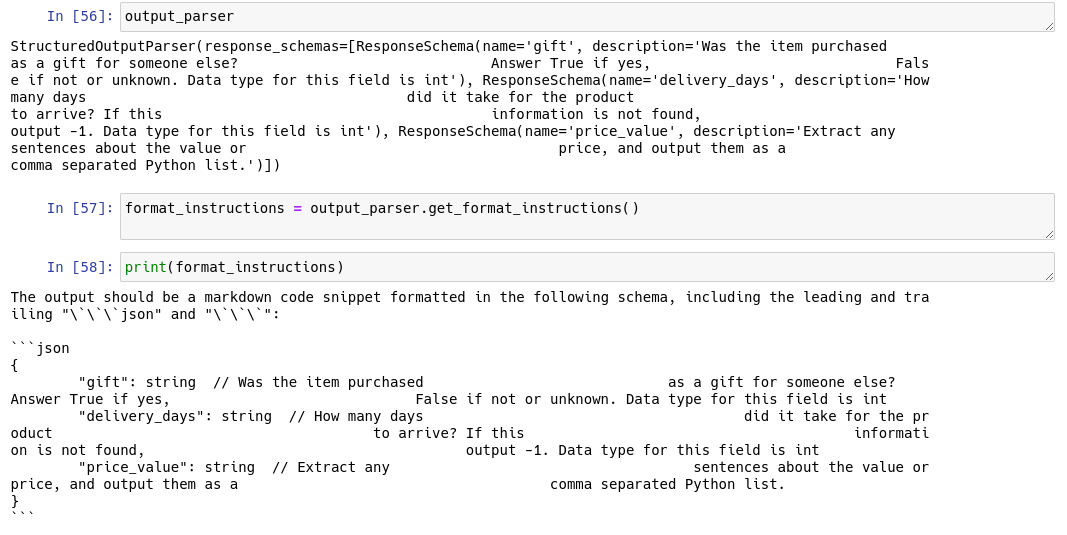 In [56]: output_parser
StructuredOutputParser(response_schemas=[ResponseSchema(name='gift', description='Was the item purchased
as a gift for someone else?                              Answer True if yes,                             Fals
e if not or unknown. Data type for this field is int'), ResponseSchema(name='delivery_days', description='How
many days                                      did it take for the product
to arrive? If this                                       information is not found,
output -1. Data type for this field is int'), ResponseSchema(name='price_value', description='Extract any
sentences about the value or                                     price, and output them as a
comma separated Python list.')])
In [57]: format_instructions = output_parser.get_format_instructions()
In [58]: print(format_instructions)
The output should be a markdown code snippet formatted in the following schema, including the leading and tra
iling "\`\`\`json" and "\`\`\`":
```json
{
        "gift": string  // Was the item purchased                             as a gift for someone else?
Answer True if yes,                             False if not or unknown. Data type for this field is int
        "delivery_days": string  // How many days                                      did it take for the pr
oduct                                      to arrive? If this                                       informati
on is not found,                                      output -1. Data type for this field is int
        "price_value": string  // Extract any                                    sentences about the value or
price, and output them as a                                     comma separated Python list.
}
```